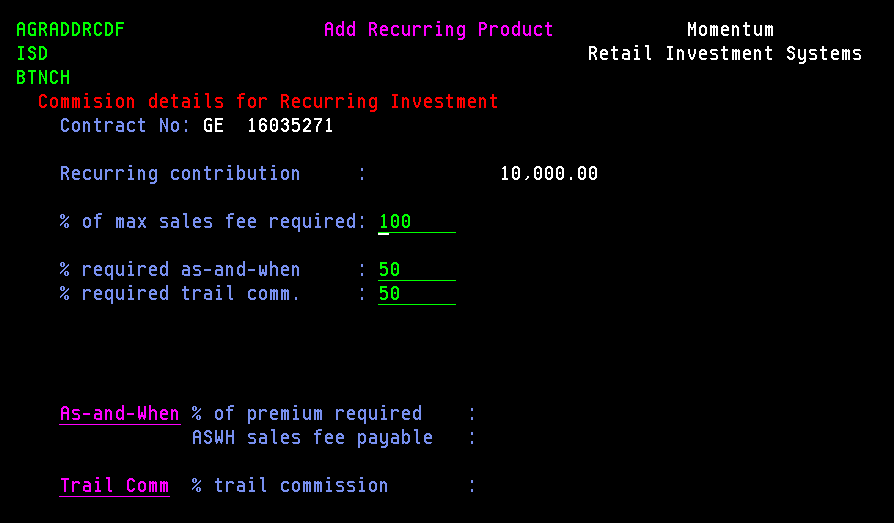 AGRADDRCDF Add Recurring Product Momentum
ISD Retail Investment Systems
BTNCH
Commision details for Recurring Investment
Contract No: GE 16035271
Recurring contribution : 10,000.00
% of max sales fee required: 100
% required as-and-when : 50
% required trail comm. : 50
As-and-When % of premium required :
ASWH sales fee payable :
Trail Comm % trail commission :